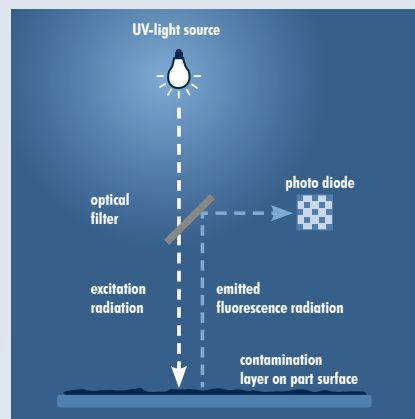 UV-light source
photo diode
optical
filter
excitation
radiation
emitted
fluorescence radiation
contamination
layer on part surface